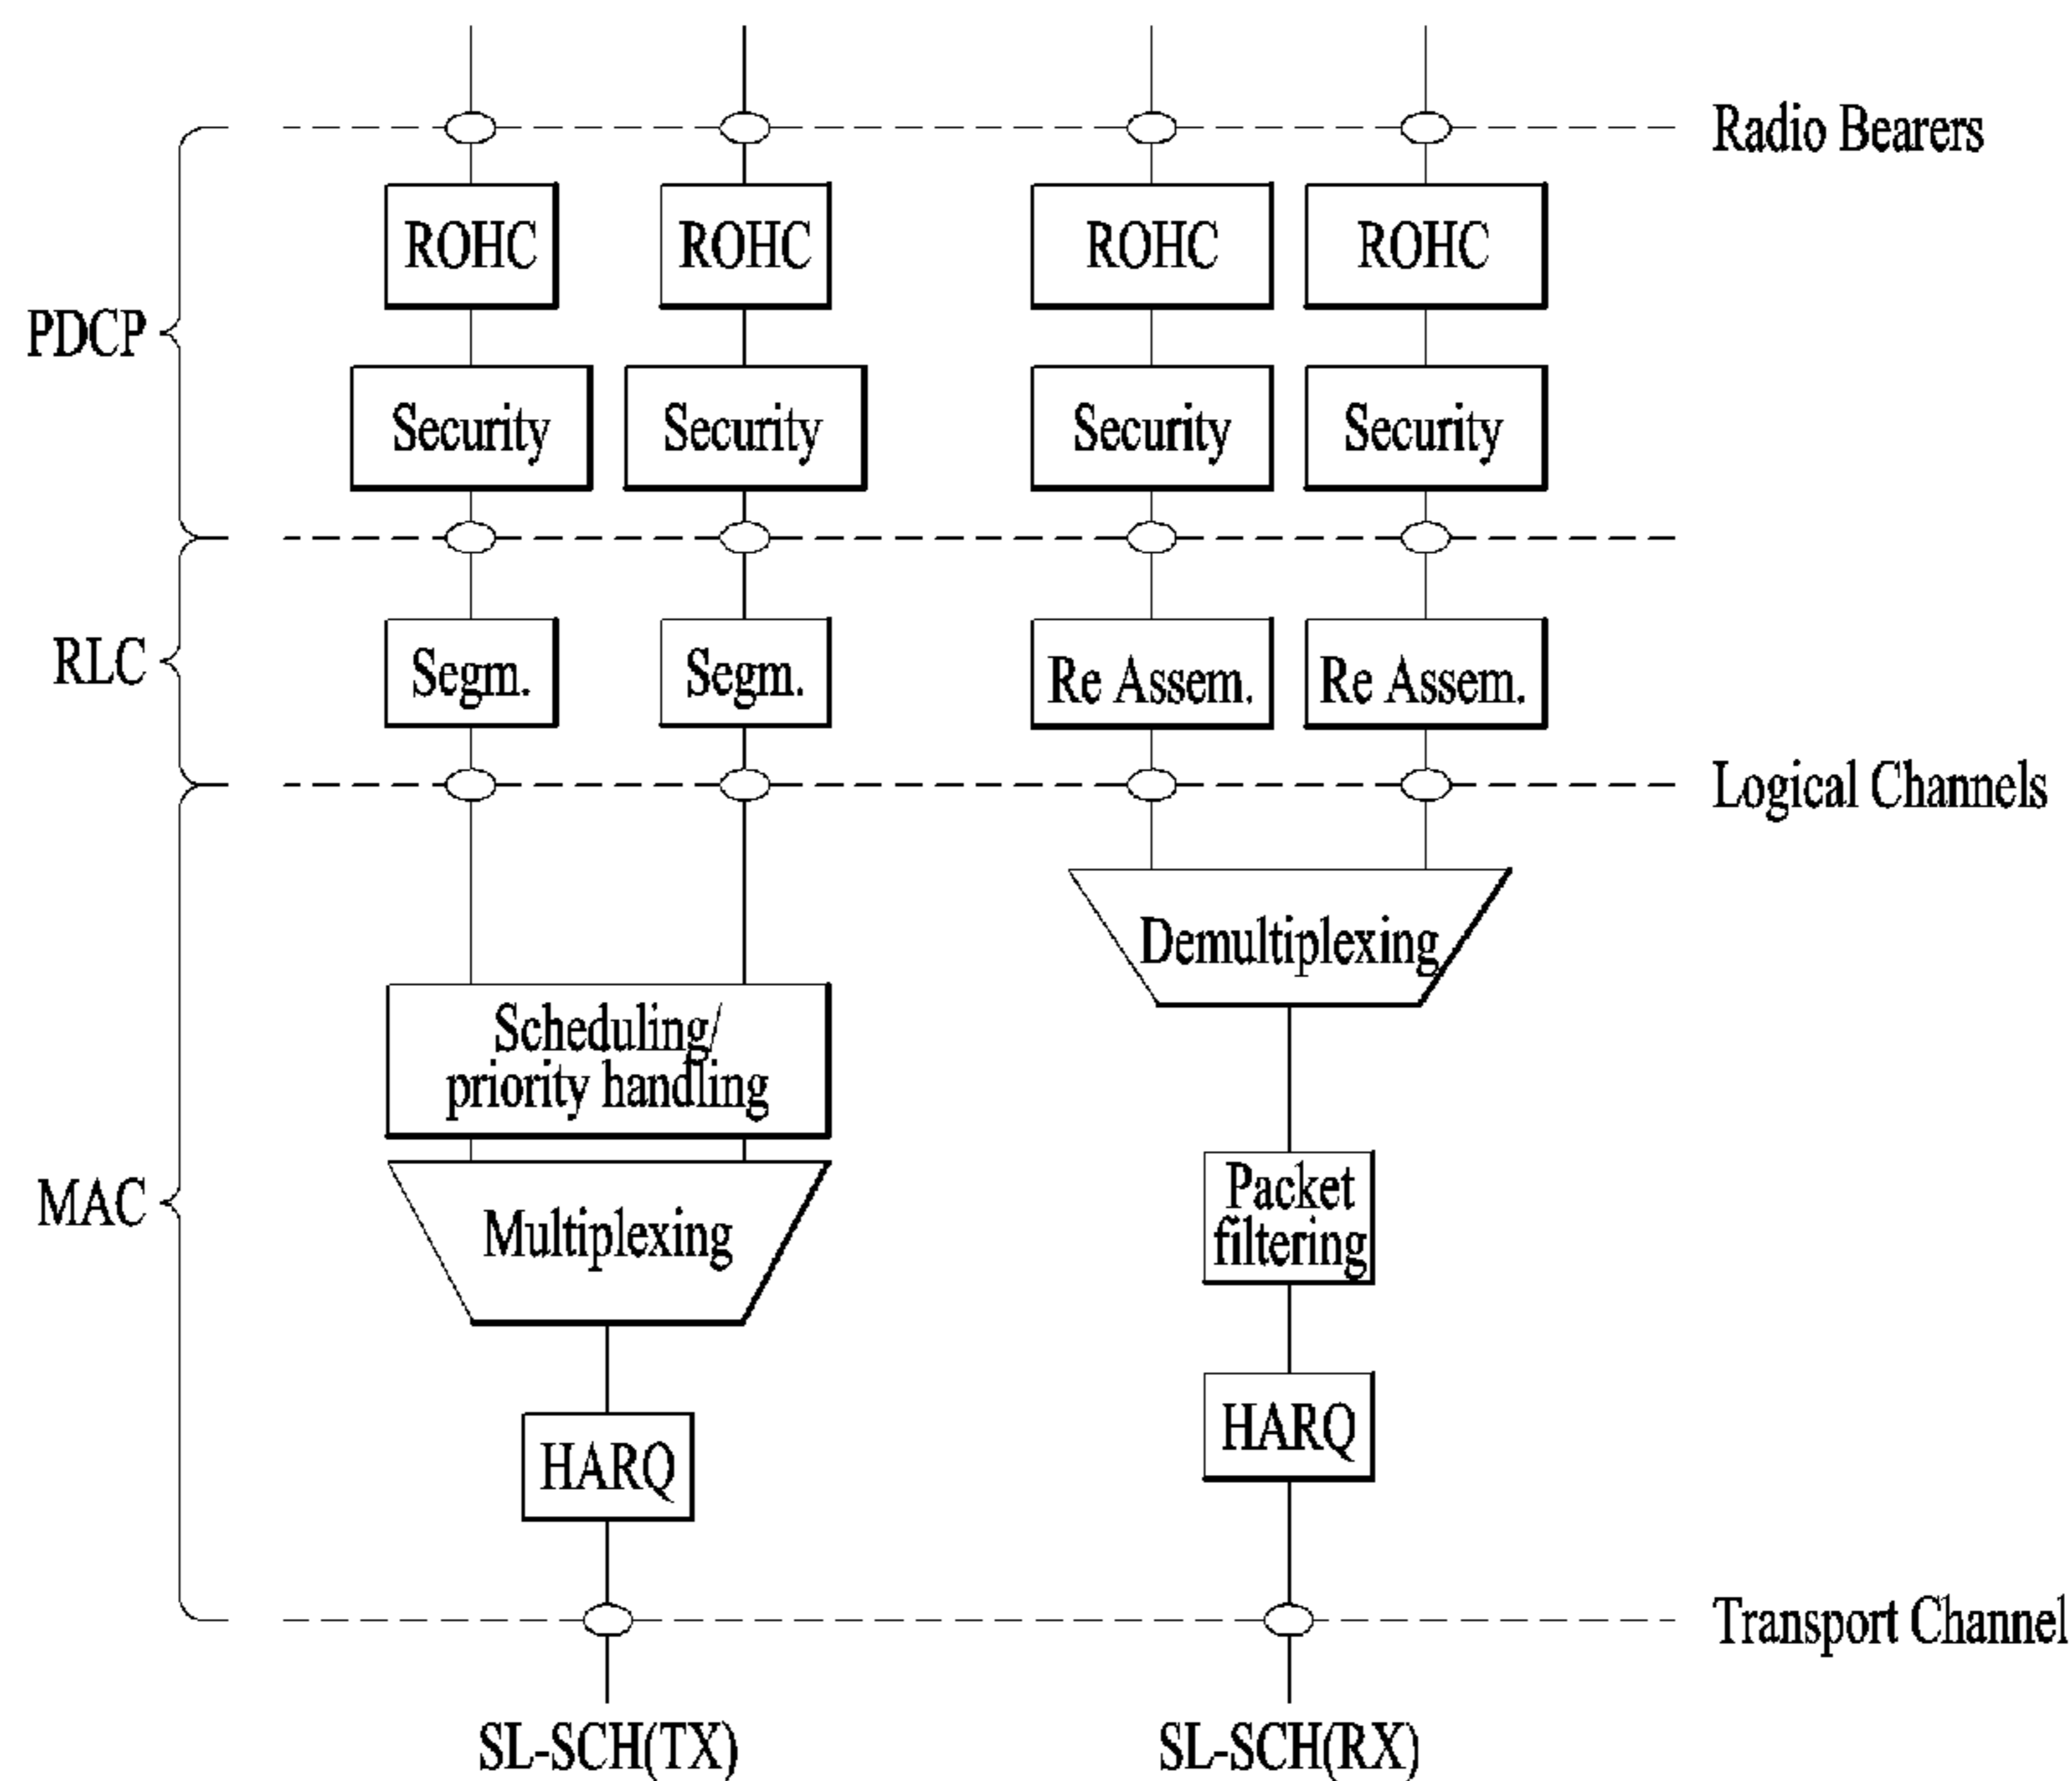 Radio Bearers
ROHC
ROHC
ROHC
ROHC
PDCP
Security
Security
Security
Security
RLC
Segm.
Segm.
Re Assem.
Re Assem.
Logical Channels
Demultiplexing
Scheduling/
priority handling
MAC
Multiplexing
Packet
filtering
HARQ
HARQ
Transport Channel
SL-SCH(TX)
SL-SCH(RX)